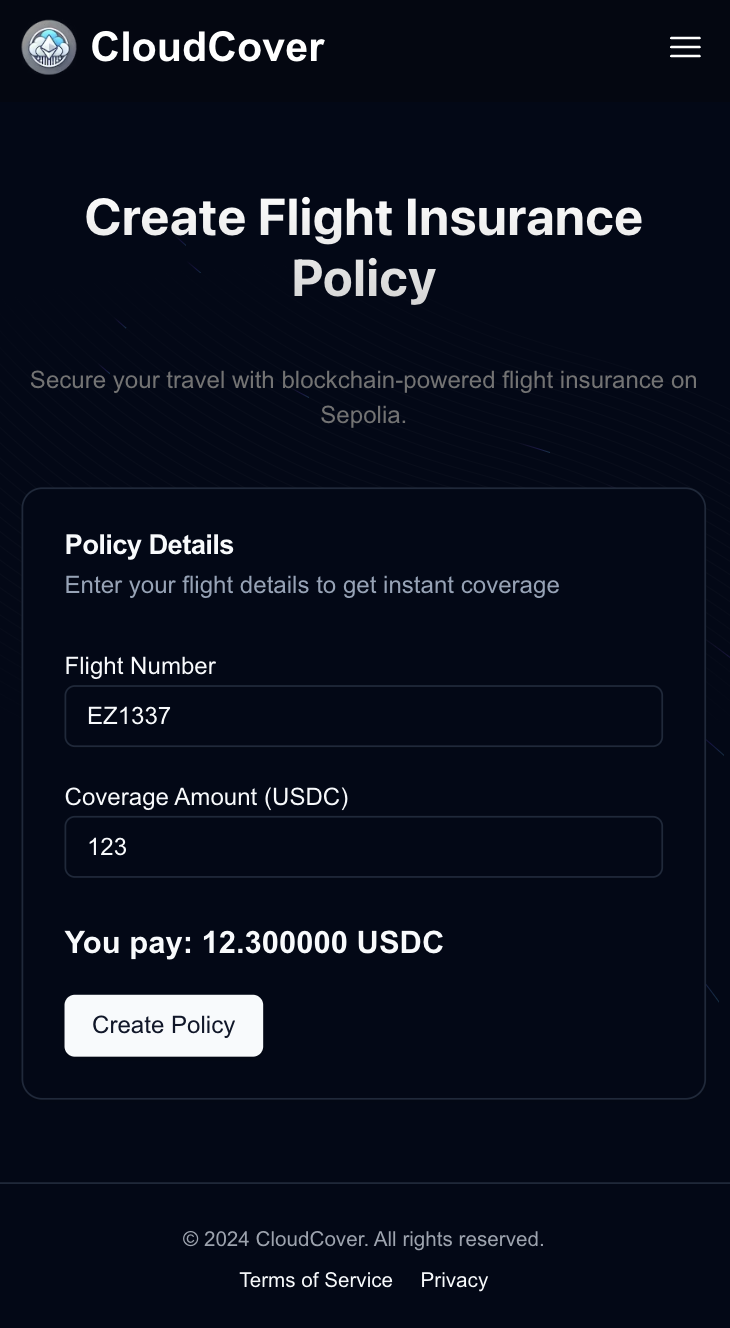 CloudCover
Create Flight Insurance
Policy
Secure your travel with blockchain-powered flight insurance on
Sepolia.
Policy Details
Enter your flight details to get instant coverage
Flight Number
EZ1337
Coverage Amount (USDC)
123
You pay: 12.300000 USDC
Create Policy
© 2024 CloudCover. All rights reserved.
Terms of Service Privacy